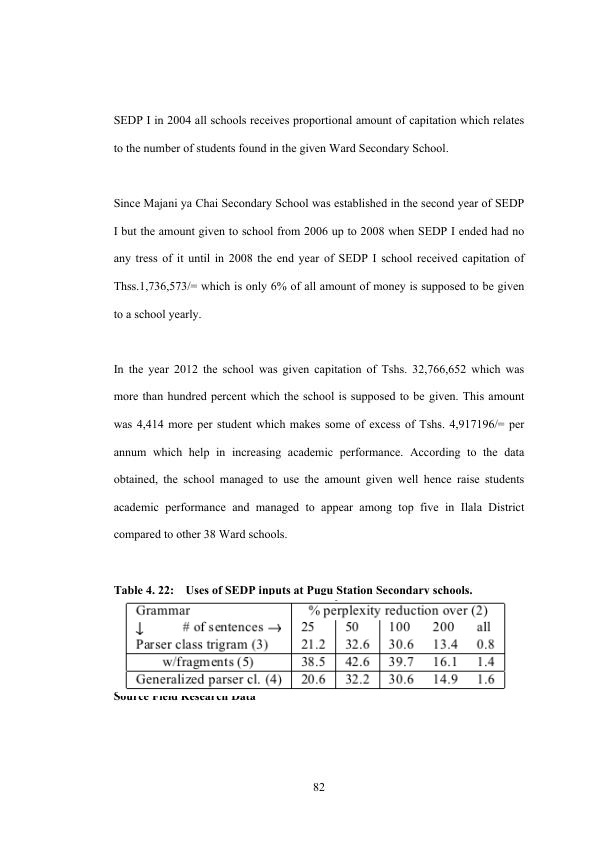 SEDP I in 2004 all schools receives proportional amount of capitation which relates
to the number of students found in the given Ward Secondary School.
Since Majani ya Chai Secondary School was established in the second year of SEDP
I but the amount given to school from 2006 up to 2008 when SEDP I ended had no
any tress of it until in 2008 the end year of SEDP I school received capitation of
Thss.1,736,573/= which is only 6% of all amount of money is supposed to be given
to a school yearly.
In the year 2012 the school was given capitation of Tshs. 32,766,652 which was
more than hundred percent which the school is supposed to be given. This amount
was 4,414 more per student which makes some of excess of Tshs. 4,917196/= per
annum which help in increasing academic performance. According to the data
obtained, the school managed to use the amount given well hence raise students
academic performance and managed to appear among top five in Ilala District
compared to other 38 Ward schools.
Table 4. 22: Uses of SEDP inputs at Pugu Station Secondary schools.
Grammar % perplexity reduction over (2)
↓ # of sentences → 25 50 100 200 all
Parser class trigram (3) 21.2 32.6 30.6 13.4 0.8
w/fragments (5) 38.5 42.6 39.7 16.1 1.4
Generalized parser cl. (4) 20.6 32.2 30.6 14.9 1.6
Source Field Research Data
82